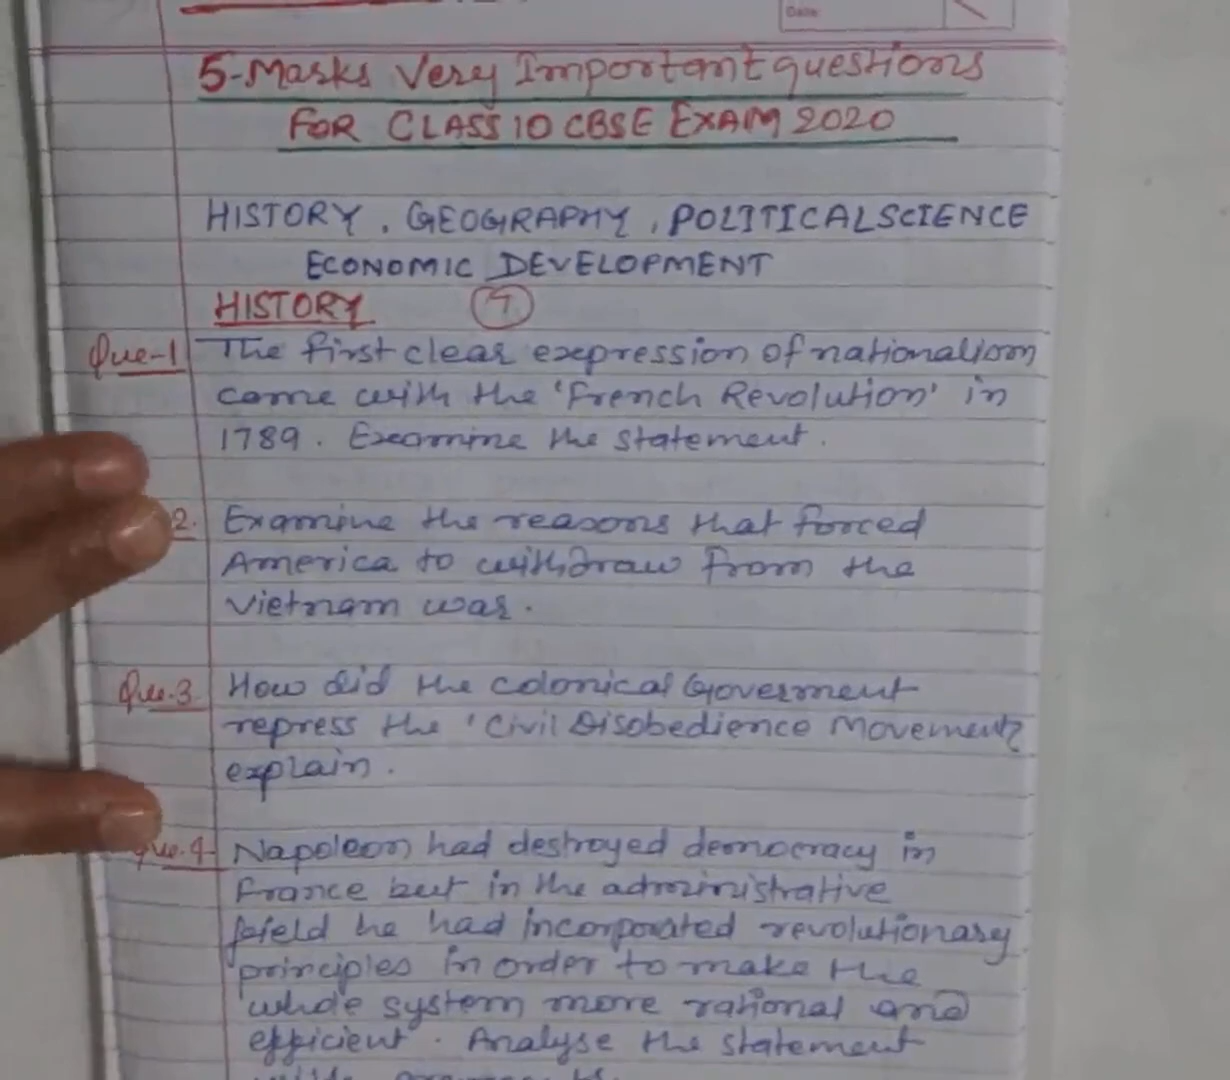 Date:
5-Marks Very Important questions
FOR CLASS 10 CBSE EXAM 2020
HISTORY, GEOGRAPHY, POLITICAL SCIENCE
ECONOMIC DEVELOPMENT
HISTORY
Que-1 The first clear expression of nationalism
came with the 'French Revolution' in
1789. Examine the statement.
2. Examine the reasons that forced
America to withdraw from the
Vietnam war.
Que.3 How did the colonical Goverment
repress the 'Civil Disobedience Movement'
explain.
Que.4 Napoleon had destroyed democracy in
France but in the administrative
feield he had incorporated revolutionary
principles in order to make the
whole system more rational and
efficient. Analyse the statement